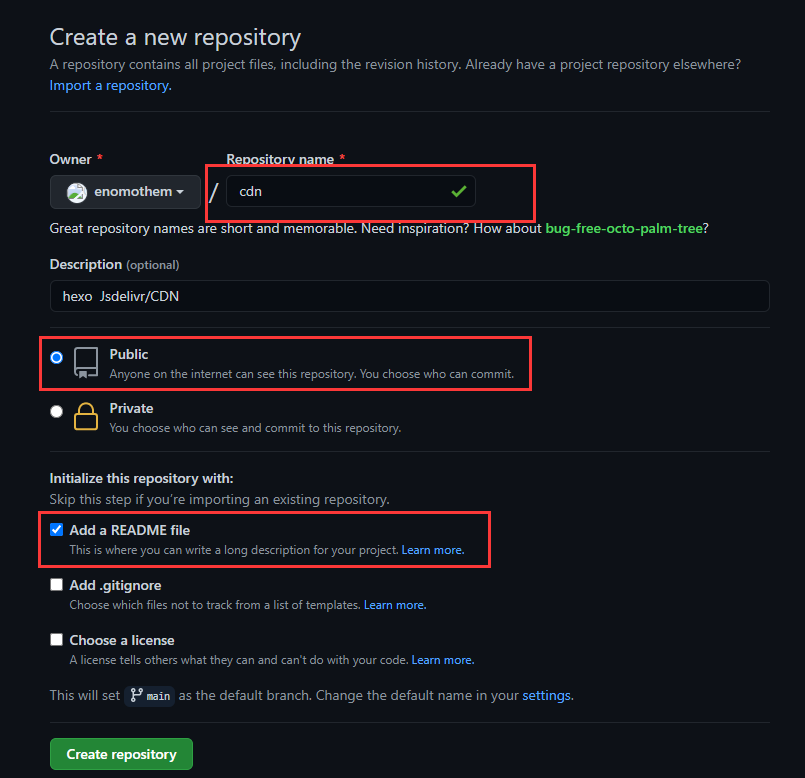 Create a new repository
A repository contains all project files, including the revision history. Already have a project repository elsewhere?
Import a repository.
Owner * Repository name *
enomothem / cdn
Great repository names are short and memorable. Need inspiration? How about bug-free-octo-palm-tree?
Description (optional)
hexo Jsdelivr/CDN
Public
Anyone on the internet can see this repository. You choose who can commit.
Private
You choose who can see and commit to this repository.
Initialize this repository with:
Skip this step if you're importing an existing repository.
Add a README file
This is where you can write a long description for your project. Learn more.
Add .gitignore
Choose which files not to track from a list of templates. Learn more.
Choose a license
A license tells others what they can and can't do with your code. Learn more.
This will set main as the default branch. Change the default name in your settings.
Create repository